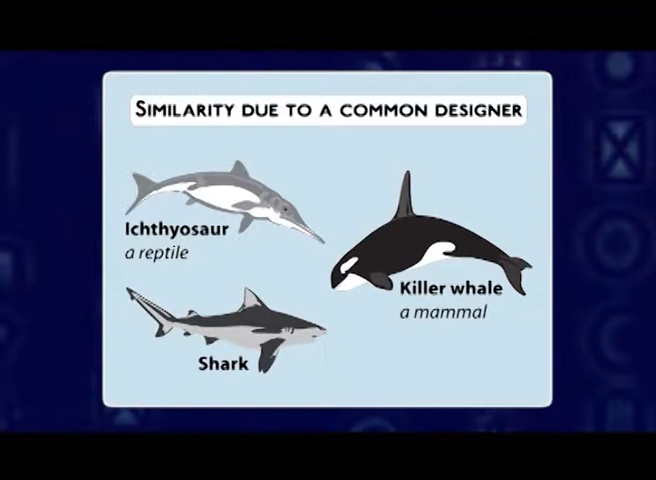 SIMILARITY DUE TO A COMMON DESIGNER
Ichthyosaur
a reptile
Killer whale
a mammal
Shark